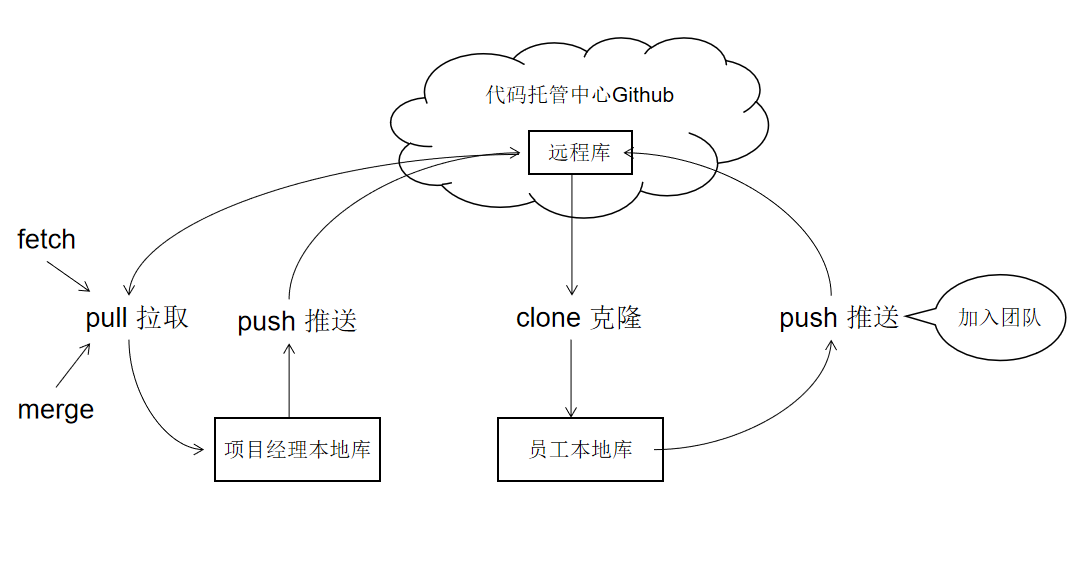 代码托管中心Github
远程库
fetch
pull 拉取
push 推送
clone 克隆
push 推送
加入团队
merge
项目经理本地库
员工本地库